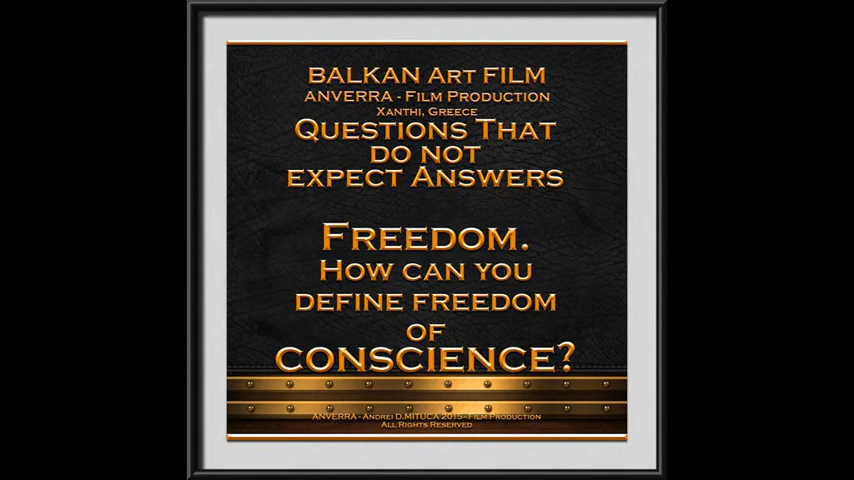 BALKAN Art FILM
ANVERRA - Film Production
Xanthi, Greece
Questions That
do not
expect Answers
Freedom.
How can you
define freedom
of
conscience?
ANVERRA - Andrei D.MITUCA 2015 - Film Production
All Rights Reserved